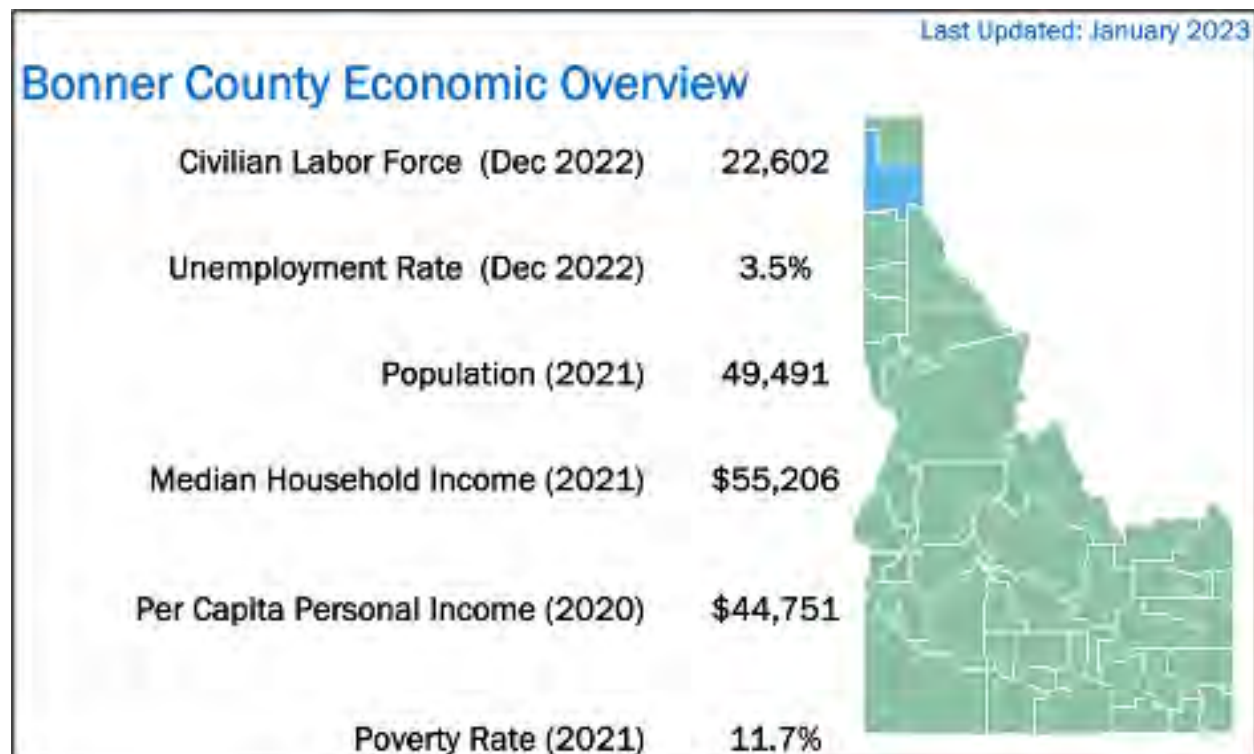 Last Updated: January 2023
Bonner County Economic Overview
Civilian Labor Force (Dec 2022) 22,602
Unemployment Rate (Dec 2022) 3.5%
Population (2021) 49,491
Median Household Income (2021) $55,206
Per Capita Personal Income (2020) $44,751
Poverty Rate (2021) 11.7%